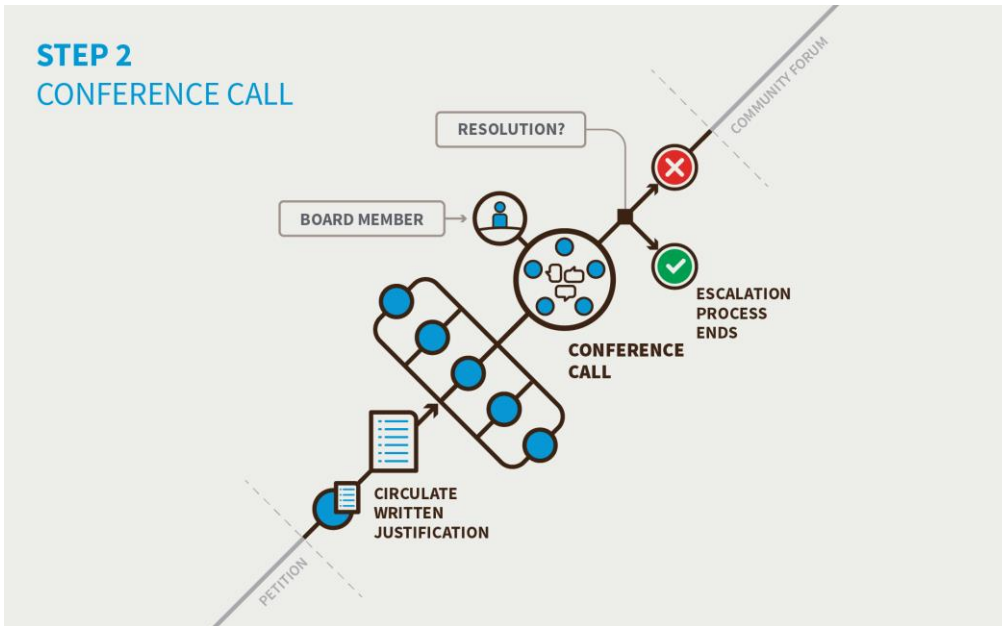 STEP 2
CONFERENCE CALL
COMMUNITY FORUM
RESOLUTION?
BOARD MEMBER
ESCALATION
PROCESS
ENDS
CONFERENCE
CALL
CIRCULATE
WRITTEN
JUSTIFICATION
PETITION